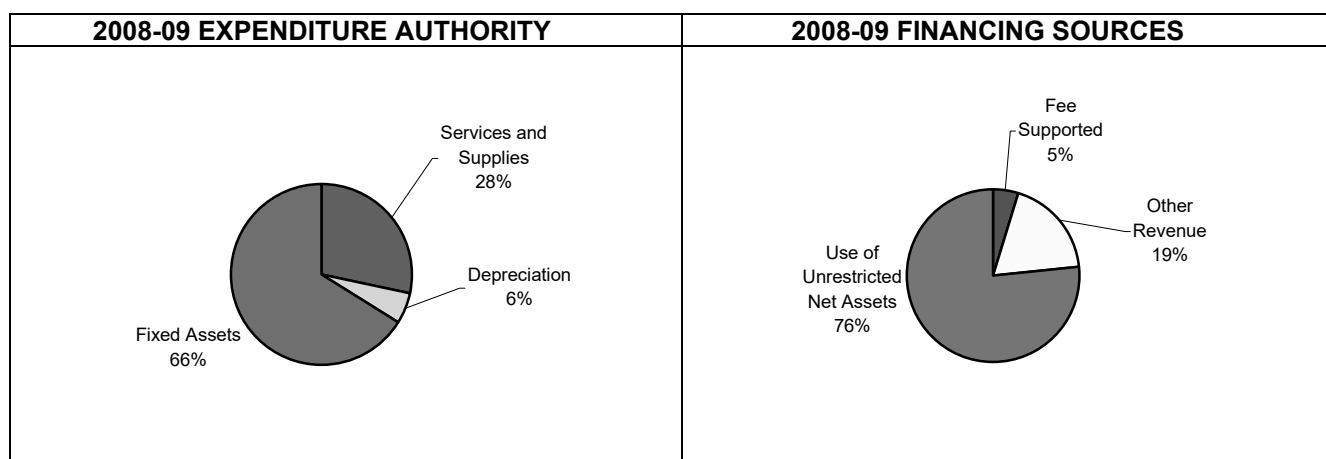 2008-09 EXPENDITURE AUTHORITY
Services and
Supplies
28%
Depreciation
6%
Fixed Assets
66%
2008-09 FINANCING SOURCES
Fee
Supported
5%
Other
Revenue
19%
Use of
Unrestricted
Net Assets
76%